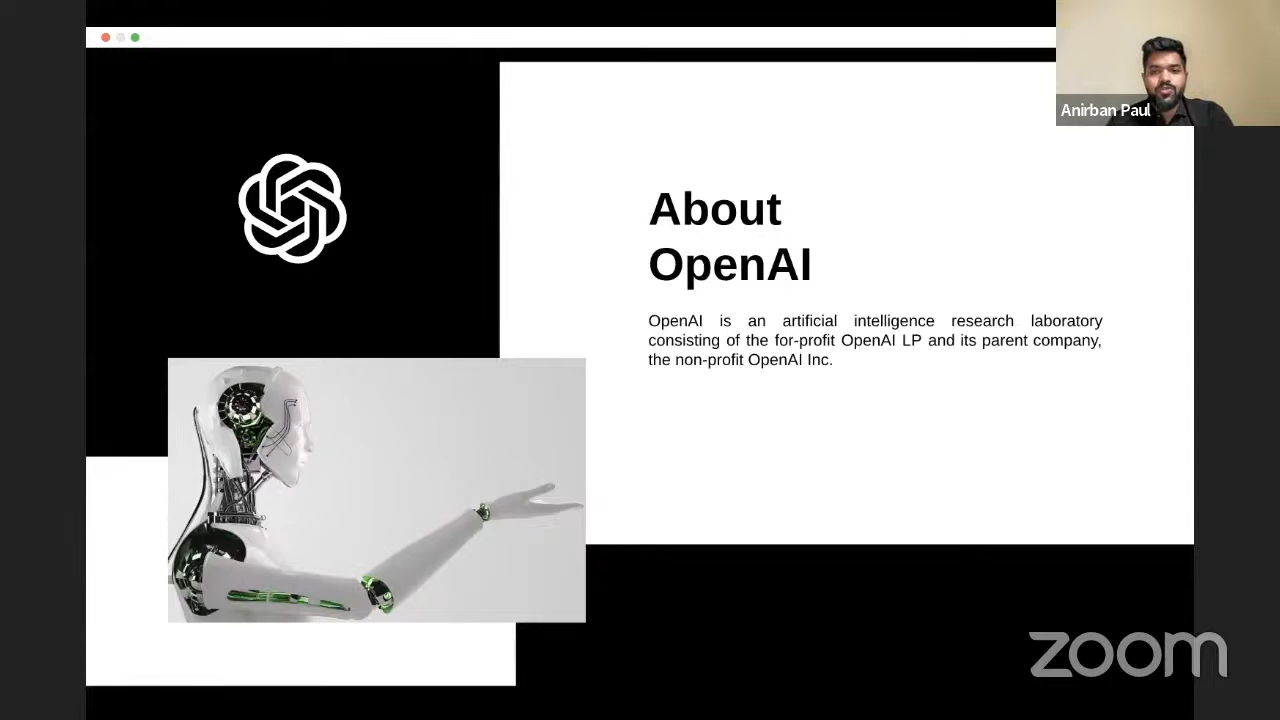 Anirban Paul
About
OpenAI
OpenAI is an artificial intelligence research laboratory
consisting of the for-profit OpenAI LP and its parent company,
the non-profit OpenAI Inc.
zoom